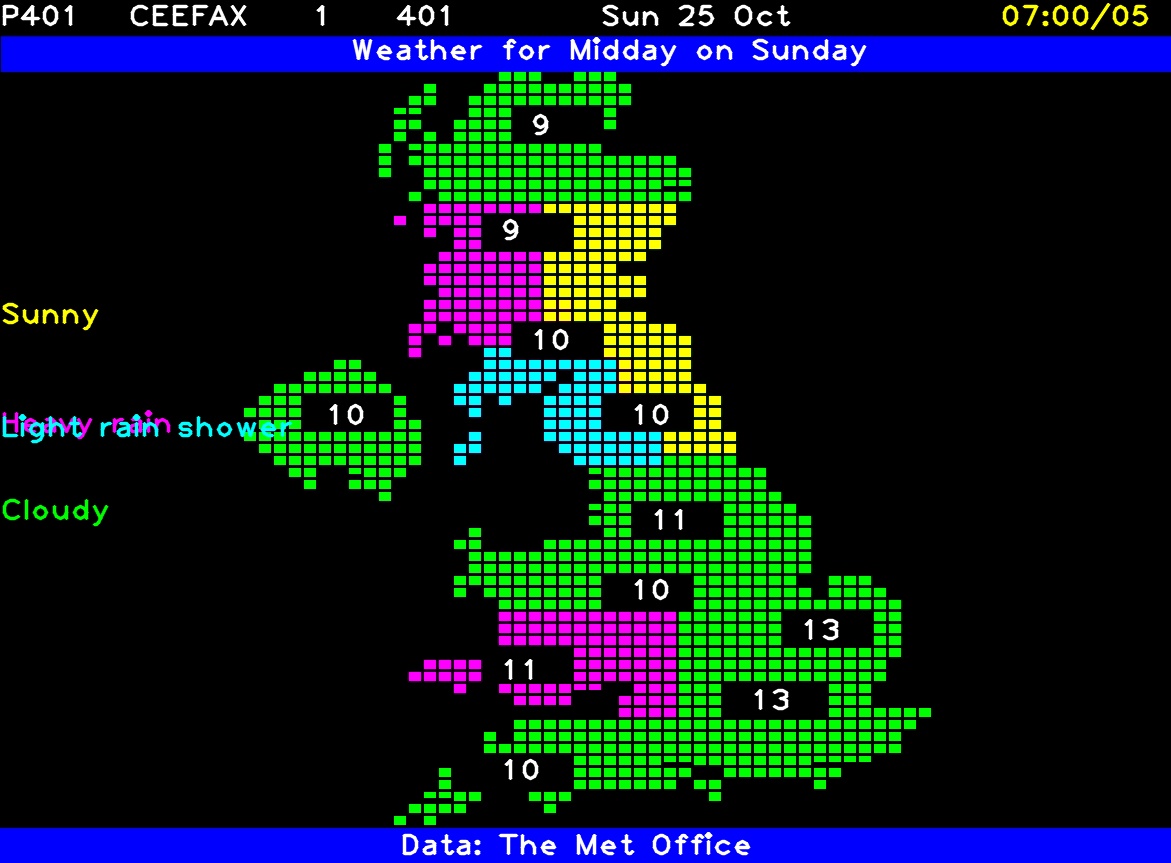 P401 CEEFAX 1 401 Sun 25 Oct 07:00/05
Weather for Midday on Sunday
9
9
Sunny
10
10
10
Heavy rain
Light rain shower
Cloudy
11
10
13
11
13
10
Data: The Met Office